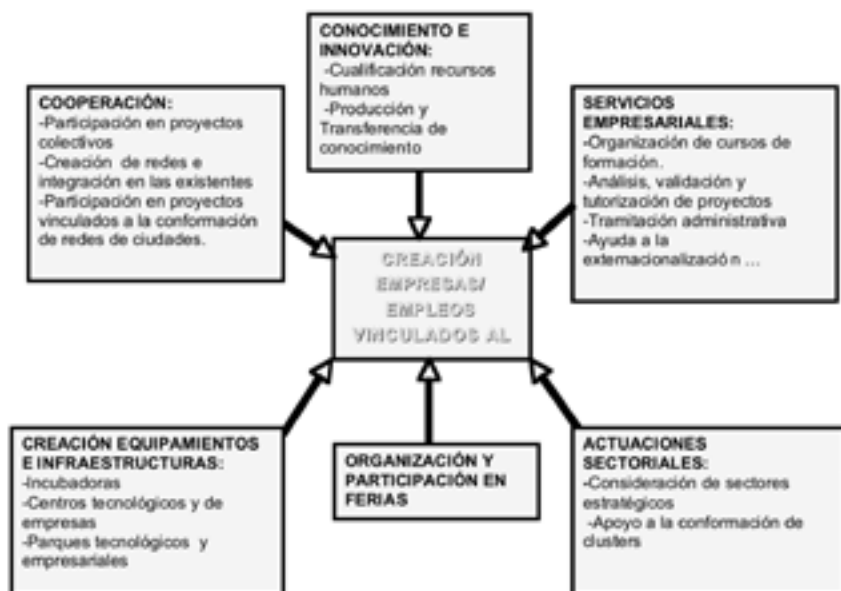 CONOCIMIENTO E
INNOVACIÓN:
-Cualificación recursos
humanos
-Producción y
Transferencia de
conocimiento
COOPERACIÓN:
-Participación en proyectos
colectivos
-Creación de redes e
integración en las existentes
-Participación en proyectos
vinculados a la conformación
de redes de ciudades.
SERVICIOS
EMPRESARIALES:
-Organización de cursos de
formación.
-Análisis, validación y
tutorización de proyectos
-Tramitación administrativa
-Ayuda a la
externacionalización ...
CREACIÓN
EMPRESAS/
EMPLEOS
VINCULADOS AL
CREACIÓN EQUIPAMIENTOS
E INFRAESTRUCTURAS:
-Incubadoras
-Centros tecnológicos y de
empresas
-Parques tecnológicos y
empresariales
ORGANIZACIÓN Y
PARTICIPACIÓN EN
FERIAS
ACTUACIONES
SECTORIALES:
-Consideración de sectores
estratégicos
-Apoyo a la conformación de
clusters